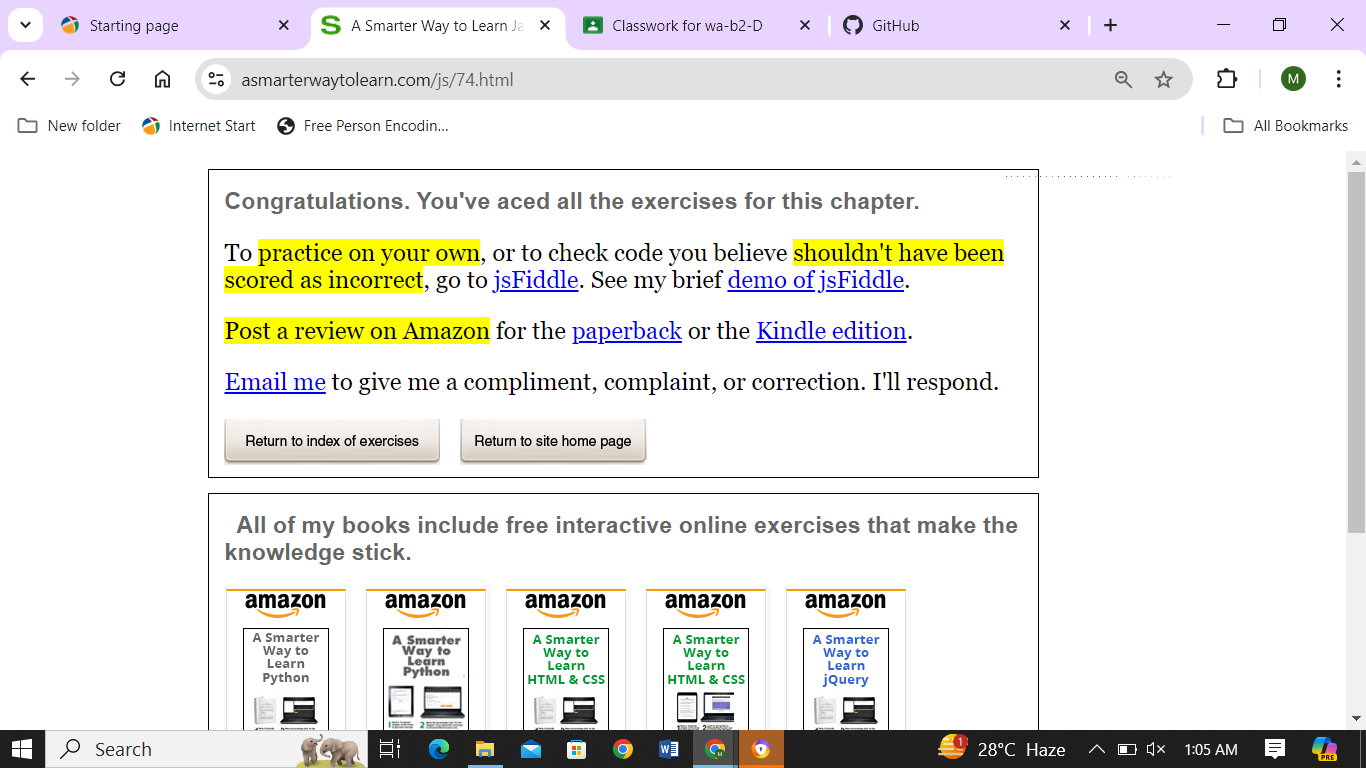 Starting page
A Smarter Way to Learn Ja
Classwork for wa-b2-D
GitHub
asmarterwaytolearn.com/js/74.html
M
New folder
Internet Start
Free Person Encodin...
All Bookmarks
Congratulations. You've aced all the exercises for this chapter.
To practice on your own, or to check code you believe shouldn't have been
scored as incorrect, go to jsFiddle. See my brief demo of jsFiddle.
Post a review on Amazon for the paperback or the Kindle edition.
Email me to give me a compliment, complaint, or correction. I'll respond.
Return to index of exercises
Return to site home page
All of my books include free interactive online exercises that make the
knowledge stick.
amazon
A Smarter
Way to
Learn
Python
amazon
A Smarter
Way to
Learn
Python
amazon
A Smarter
Way to
Learn
HTML & CSS
amazon
A Smarter
Way to
Learn
HTML & CSS
amazon
A Smarter
Way to
Learn
jQuery
Search
1
28°C Haze
1:05 AM
PRE